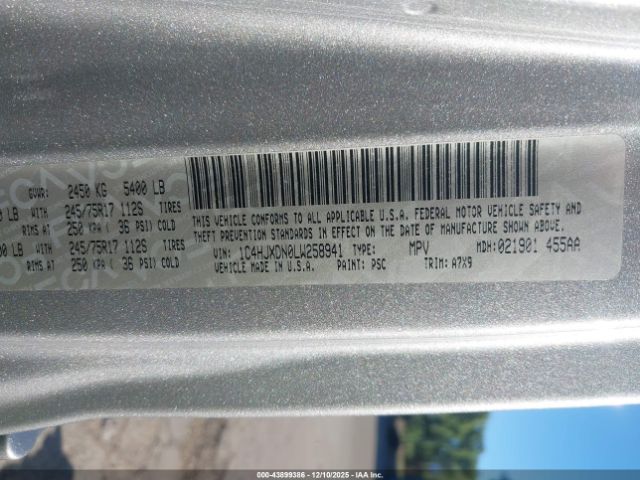 GVWR: 2450 KG 5400 LB
LB WITH 245/75R17 112S TIRES
RIMS AT 250 KPA ( 36 PSI) COLD
00 LB WITH 245/75R17 112S TIRES
RIMS AT 250 KPA ( 36 PSI) COLD
THIS VEHICLE CONFORMS TO ALL APPLICABLE U.S.A. FEDERAL MOTOR VEHICLE SAFETY AND
THEFT PREVENTION STANDARDS IN EFFECT ON THE DATE OF MANUFACTURE SHOWN ABOVE.
VIN: 1C4HJXDN0LW258941 TYPE: MPV MDH: 021901 455AA
VEHICLE MADE IN U.S.A. PAINT: PSC TRIM: A7X9
000-43899386 - 12/10/2025 - COPART